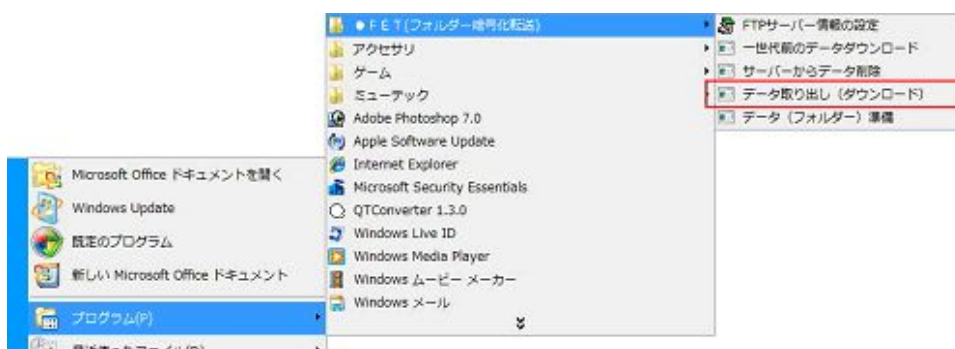 ●ＦＥＴ(フォルダー暗号化転送)
アクセサリ
ゲーム
ミューテック
Adobe Photoshop 7.0
Apple Software Update
Internet Explorer
Microsoft Security Essentials
QTConverter 1.3.0
Windows Live ID
Windows Media Player
Windows ムービー メーカー
Windows メール
FTPサーバー情報の設定
一世代前のデータダウンロード
サーバーからデータ削除
データ取り出し（ダウンロード）
データ（フォルダー）準備
Microsoft Office ドキュメントを開く
Windows Update
既定のプログラム
新しい Microsoft Office ドキュメント
プログラム(P)